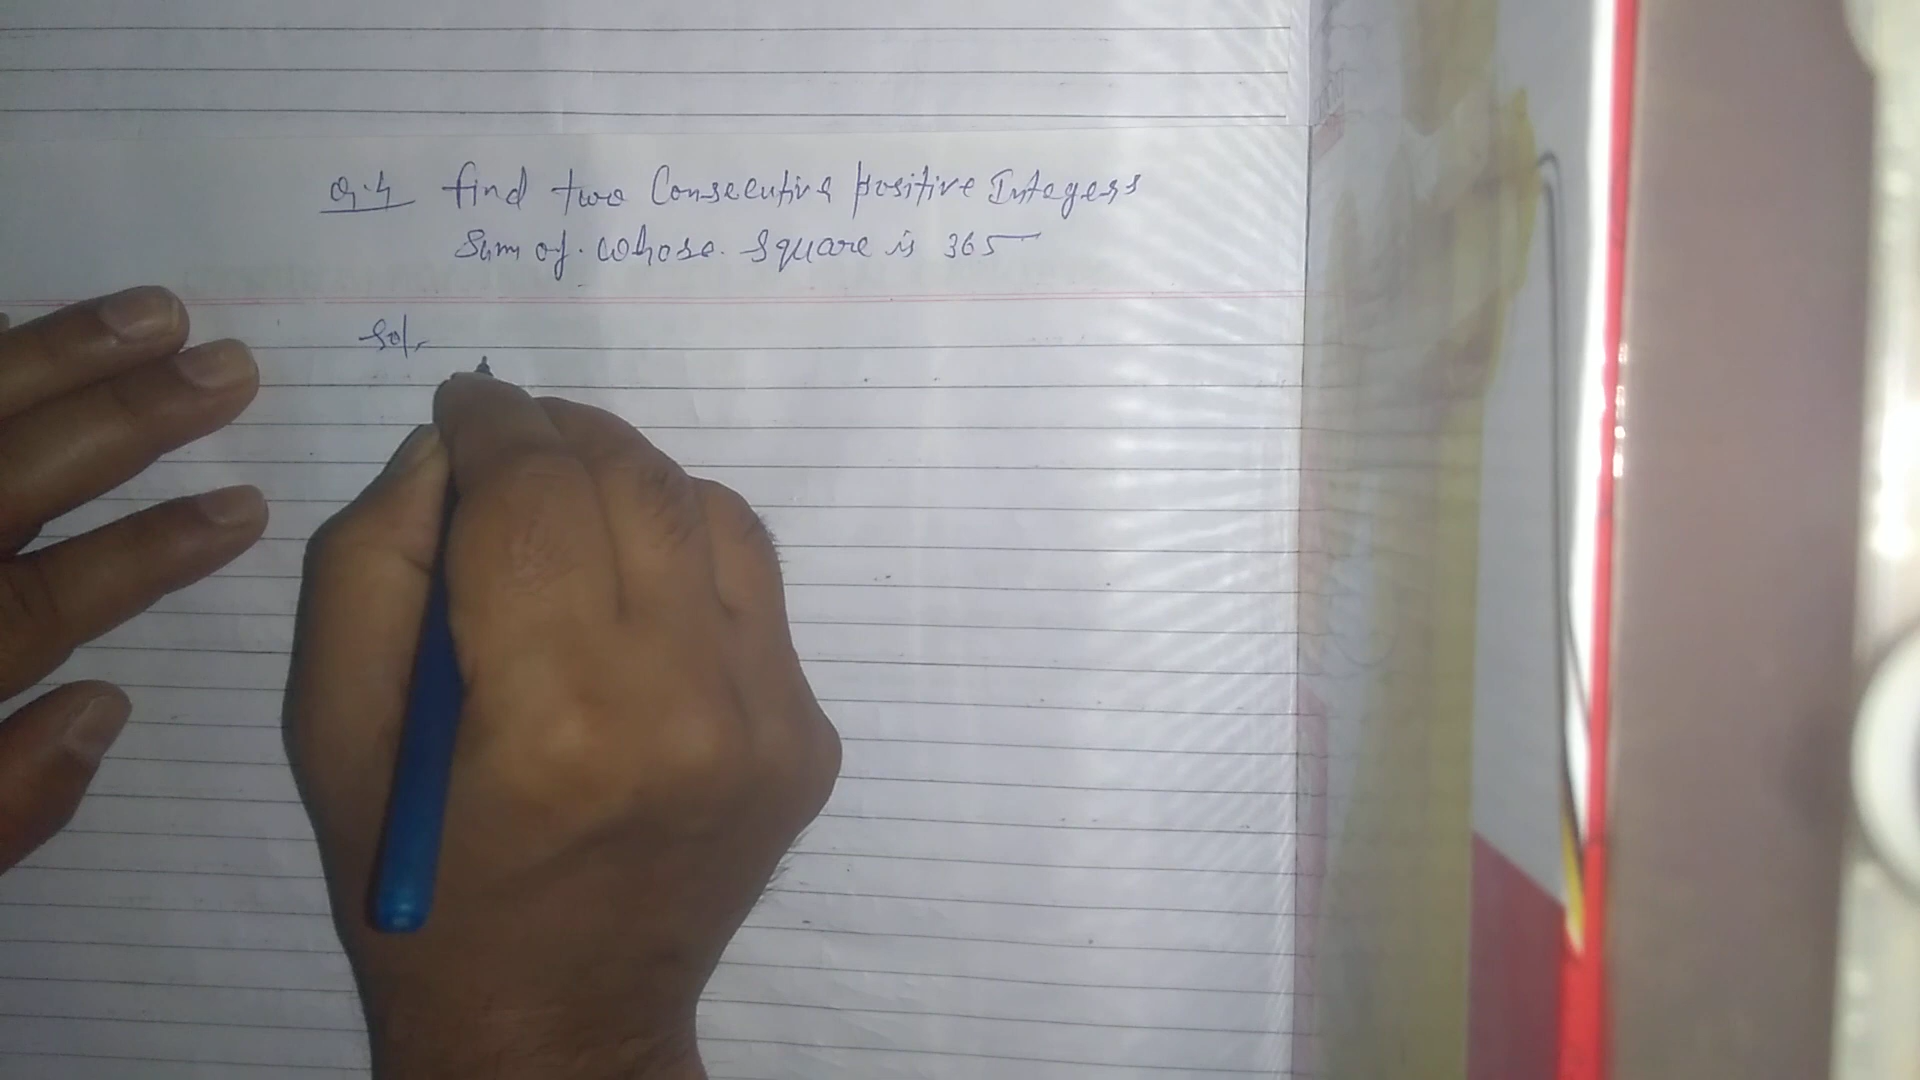 Q.4 find two Consecutive positive Integers
Sum of. whose. Square is 365
Sol.